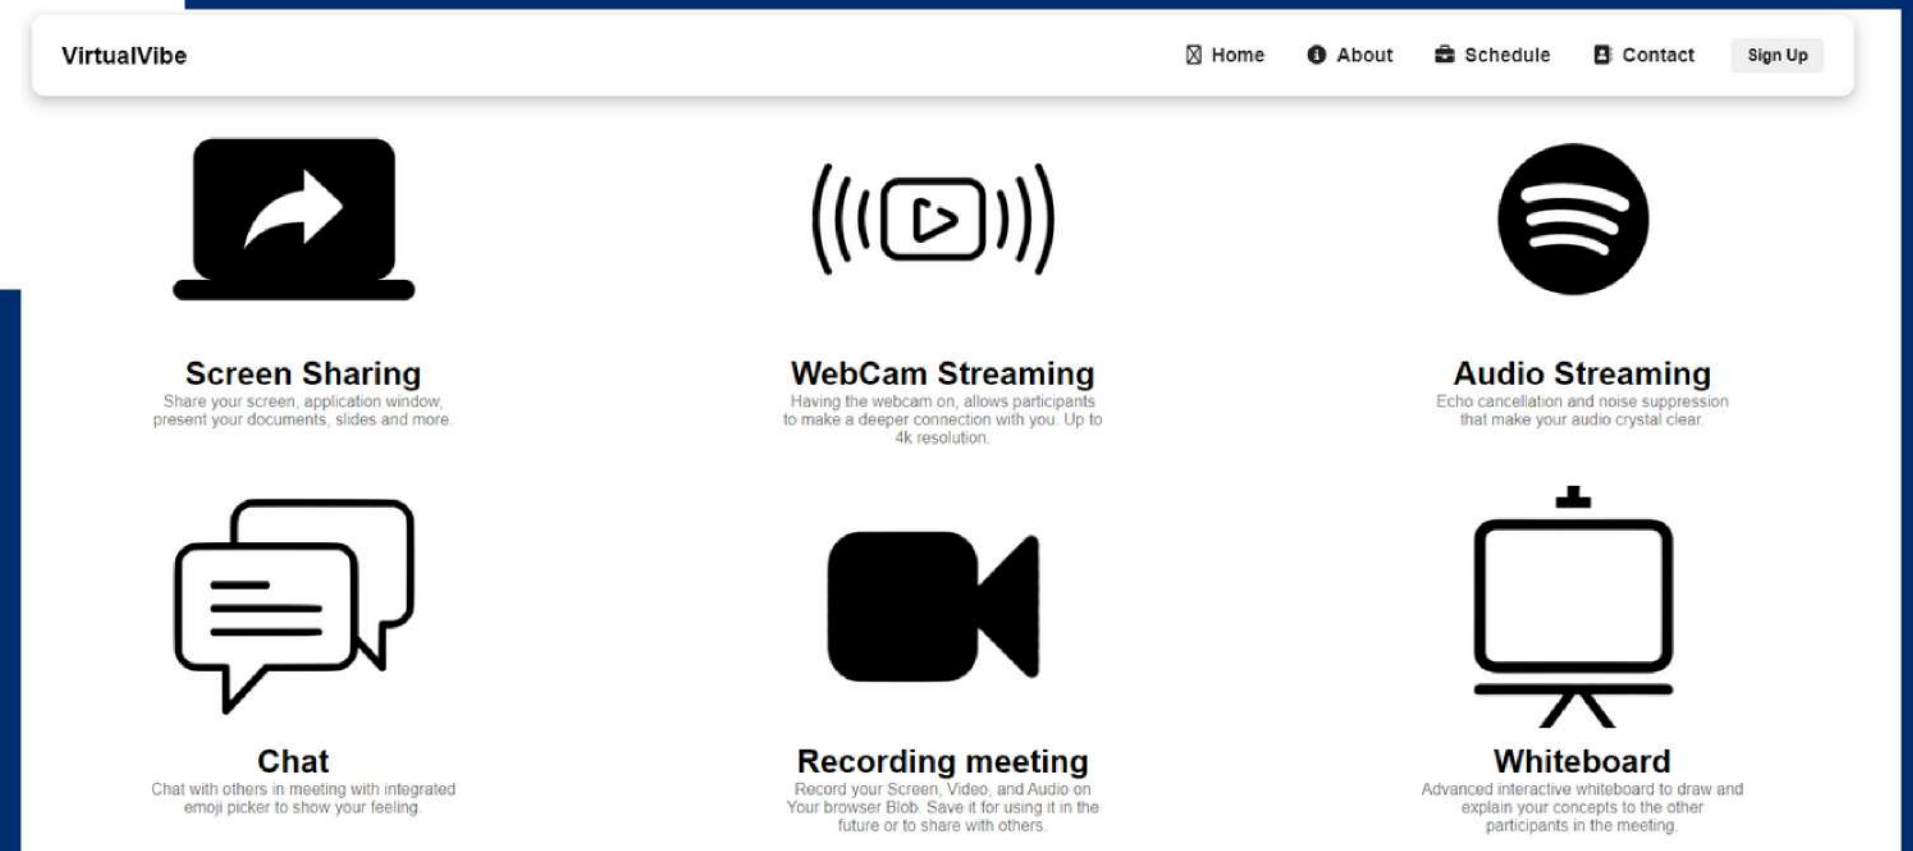 VirtualVibe
Home
About
Schedule
Contact
Sign Up
Screen Sharing
Share your screen, application window,
present your documents, slides and more.
WebCam Streaming
Having the webcam on, allows participants
to make a deeper connection with you. Up to
4k resolution.
Audio Streaming
Echo cancellation and noise suppression
that make your audio crystal clear.
Chat
Chat with others in meeting with integrated
emoji picker to show your feeling.
Recording meeting
Record your Screen, Video, and Audio on
Your browser Blob. Save it for using it in the
future or to share with others.
Whiteboard
Advanced interactive whiteboard to draw and
explain your concepts to the other
participants in the meeting.